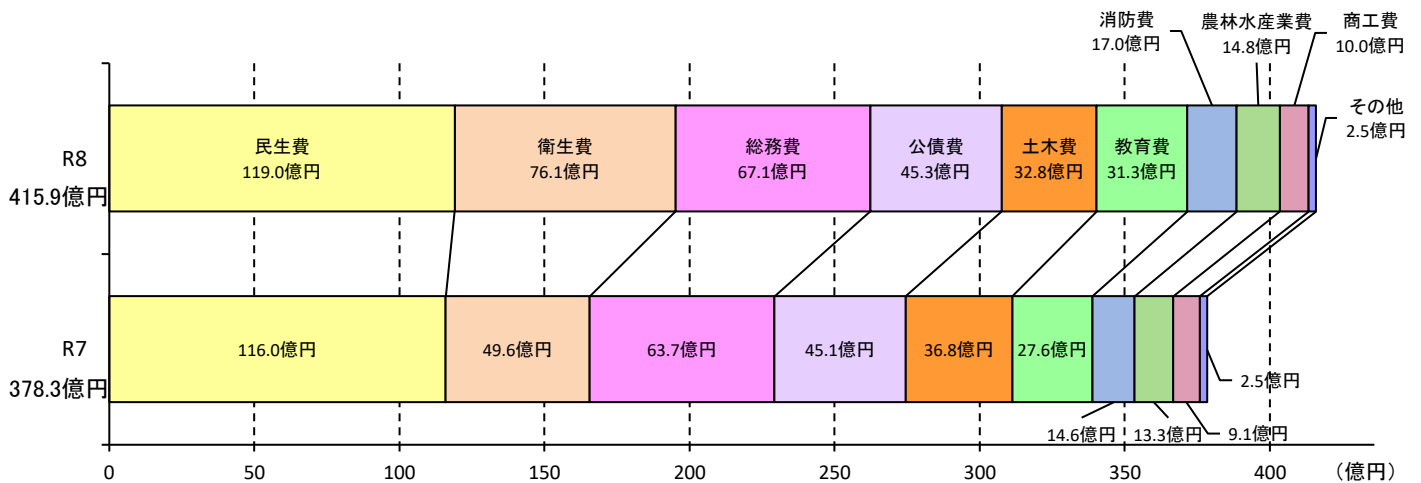 消防費
17.0億円
農林水産業費
14.8億円
商工費
10.0億円
その他
2.5億円
R8
415.9億円
民生費
119.0億円
衛生費
76.1億円
総務費
67.1億円
公債費
45.3億円
土木費
32.8億円
教育費
31.3億円
R7
378.3億円
116.0億円
49.6億円
63.7億円
45.1億円
36.8億円
27.6億円
2.5億円
14.6億円
13.3億円
9.1億円
0
50
100
150
200
250
300
350
400
（億円）